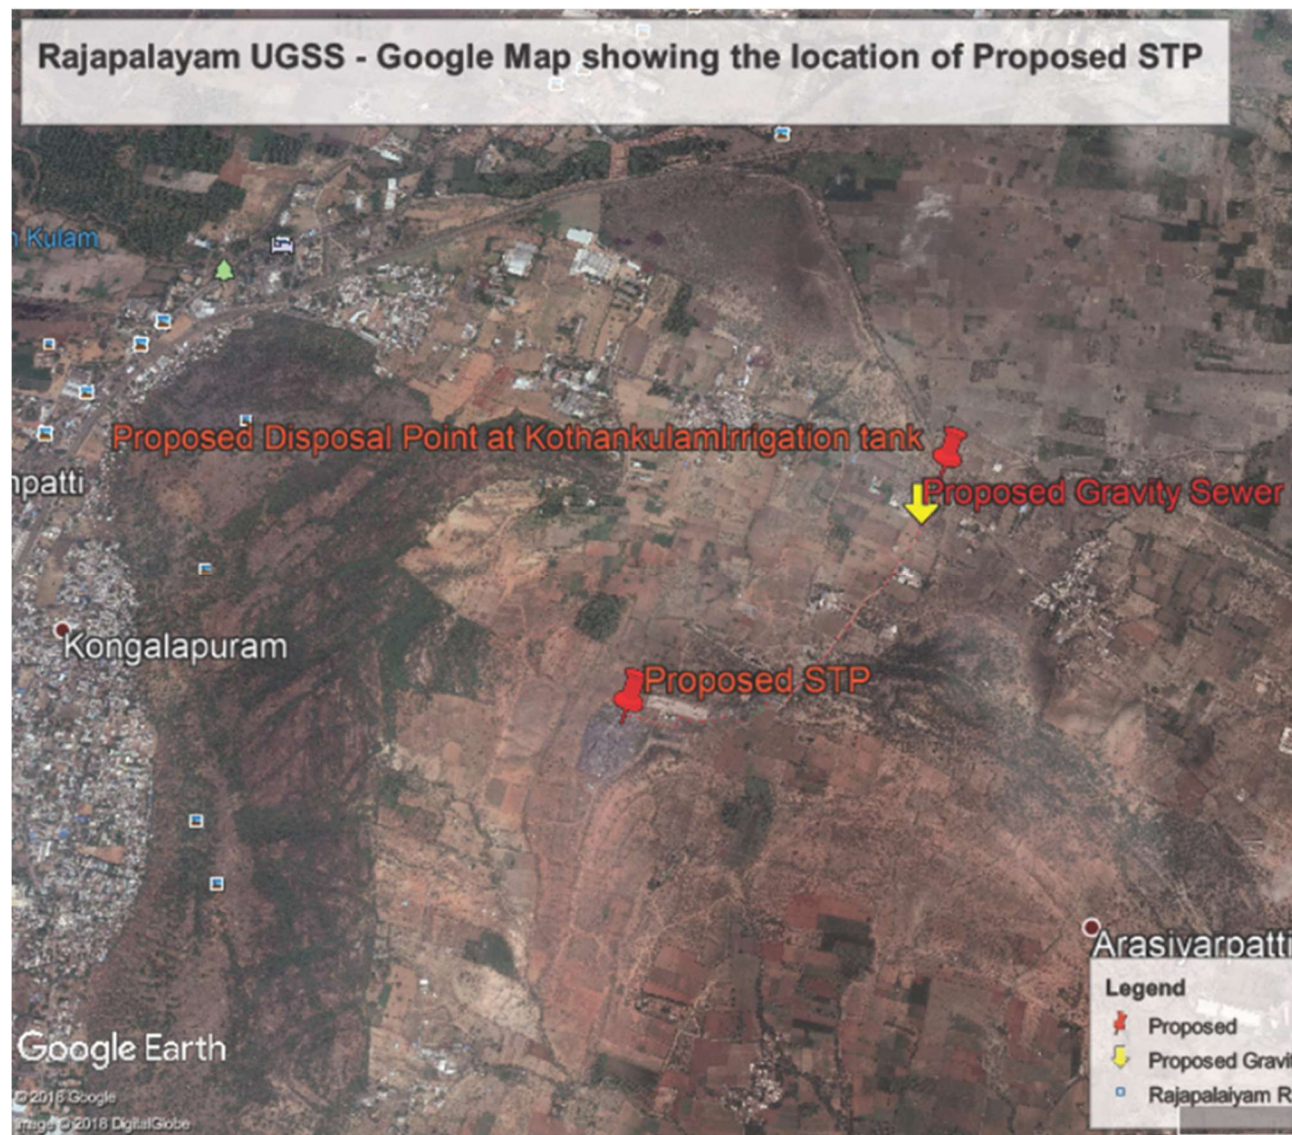 Rajapalayam UGSS - Google Map showing the location of Proposed STP
Kulam
Proposed Disposal Point at KothankulamIrrigation tank
Proposed Gravity Sewer
npatti
Kongalapuram
Proposed STP
Arasiyarpatti
Legend
Proposed
Proposed Gravit
Rajapalaiyam R
Google Earth
© 2018 Google
Image © 2018 DigitalGlobe